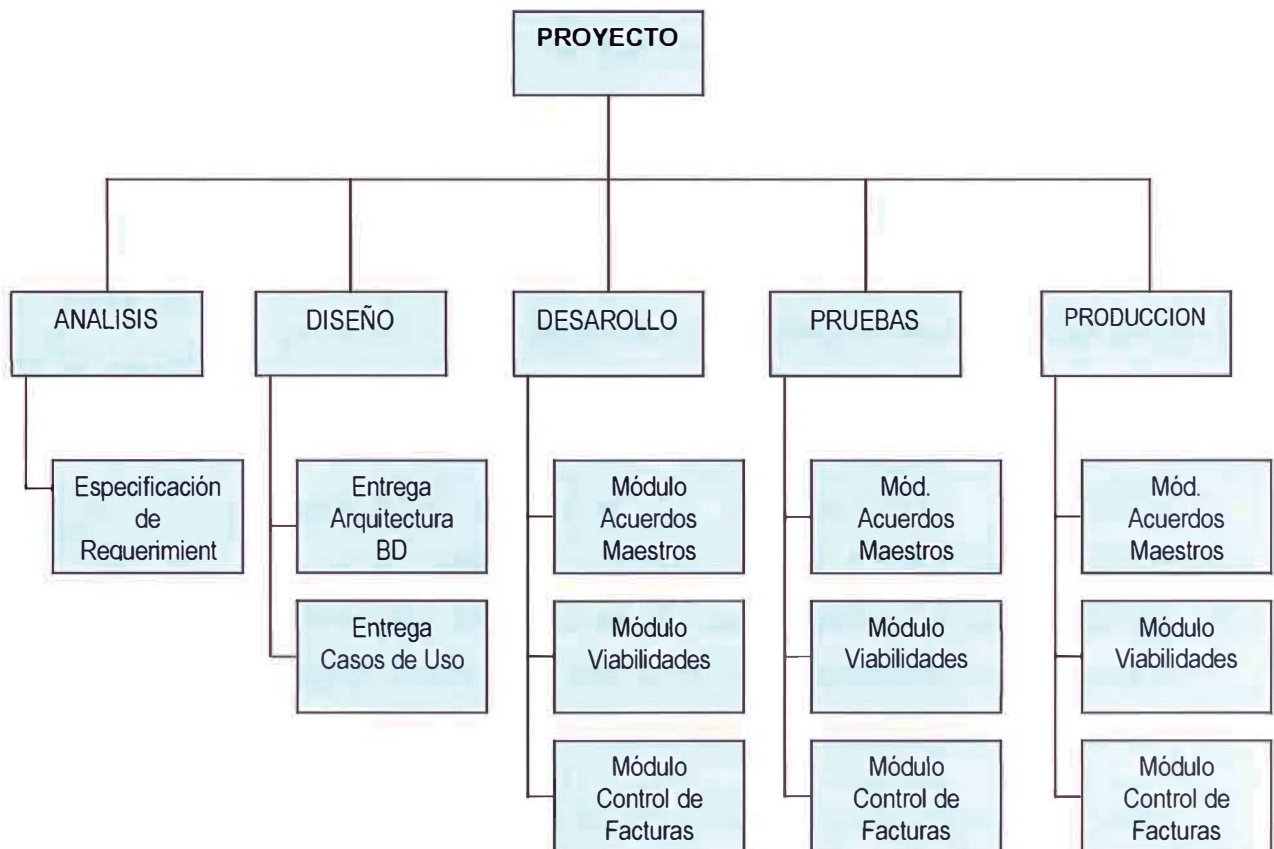 PROYECTO
ANALISIS
DISEÑO
DESAROLLO
PRUEBAS
PRODUCCION
Especificación
de
Requerimient
Entrega
Arquitectura
BD
Entrega
Casos de Uso
Módulo
Acuerdos
Maestros
Módulo
Viabilidades
Módulo
Control de
Facturas
Mód.
Acuerdos
Maestros
Módulo
Viabilidades
Módulo
Control de
Facturas
Mód.
Acuerdos
Maestros
Módulo
Viabilidades
Módulo
Control de
Facturas